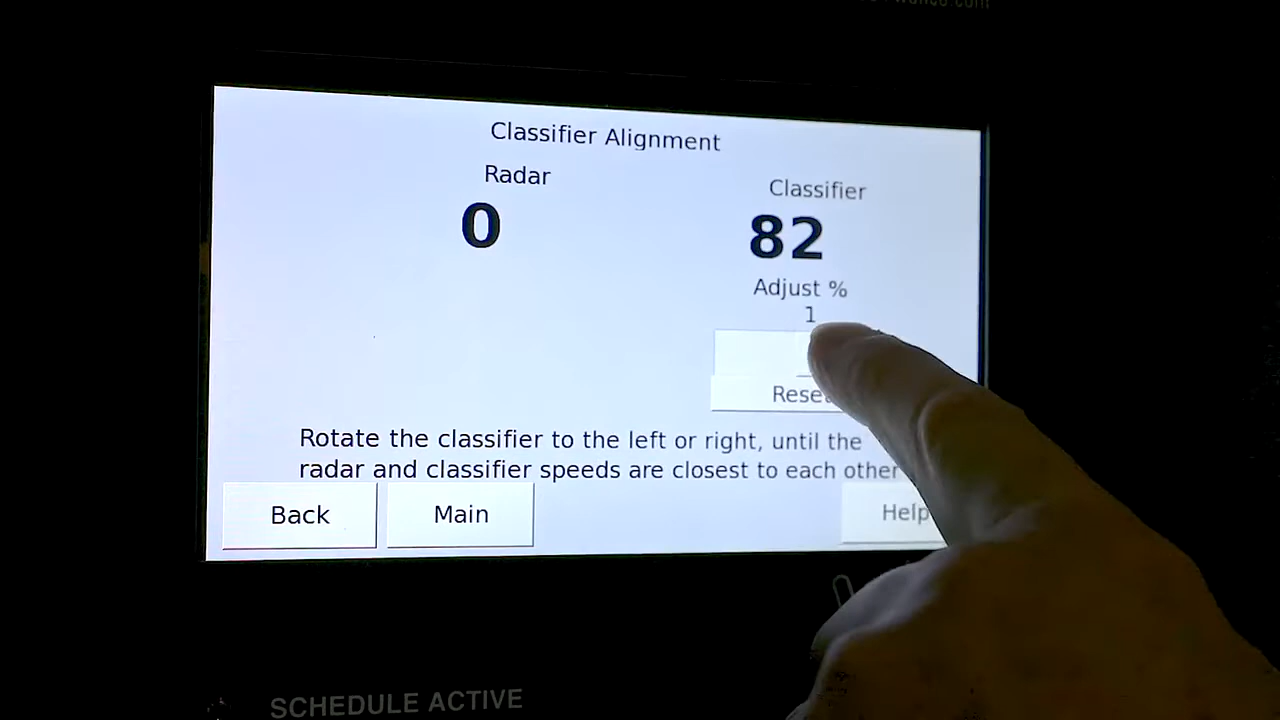 Classifier Alignment
Radar
Classifier
0
82
Adjust %
1
Rotate the classifier to the left or right, until the
radar and classifier speeds are closest to each other
Back
Main
Help
SCHEDULE ACTIVE